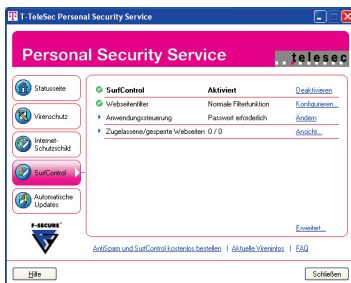 T-TeleSec Personal Security Service
Personal Security Service
telesec
Statusseite
Virenschutz
Internet-Schutzschild
SurfControl
Automatische Updates
F-SECURE
SurfControl Aktiviert Deaktivieren
Webseitenfilter Normale Filterfunktion Konfigurieren...
Anwendungssteuerung Passwort erforderlich Ändern
Zugelassene/gesperrte Webseiten 0 / 0 Ansicht...
Erweitert...
AntiSpam und SurfControl kostenlos bestellen | Aktuelle Vireninfos | FAQ
Hilfe
Schließen